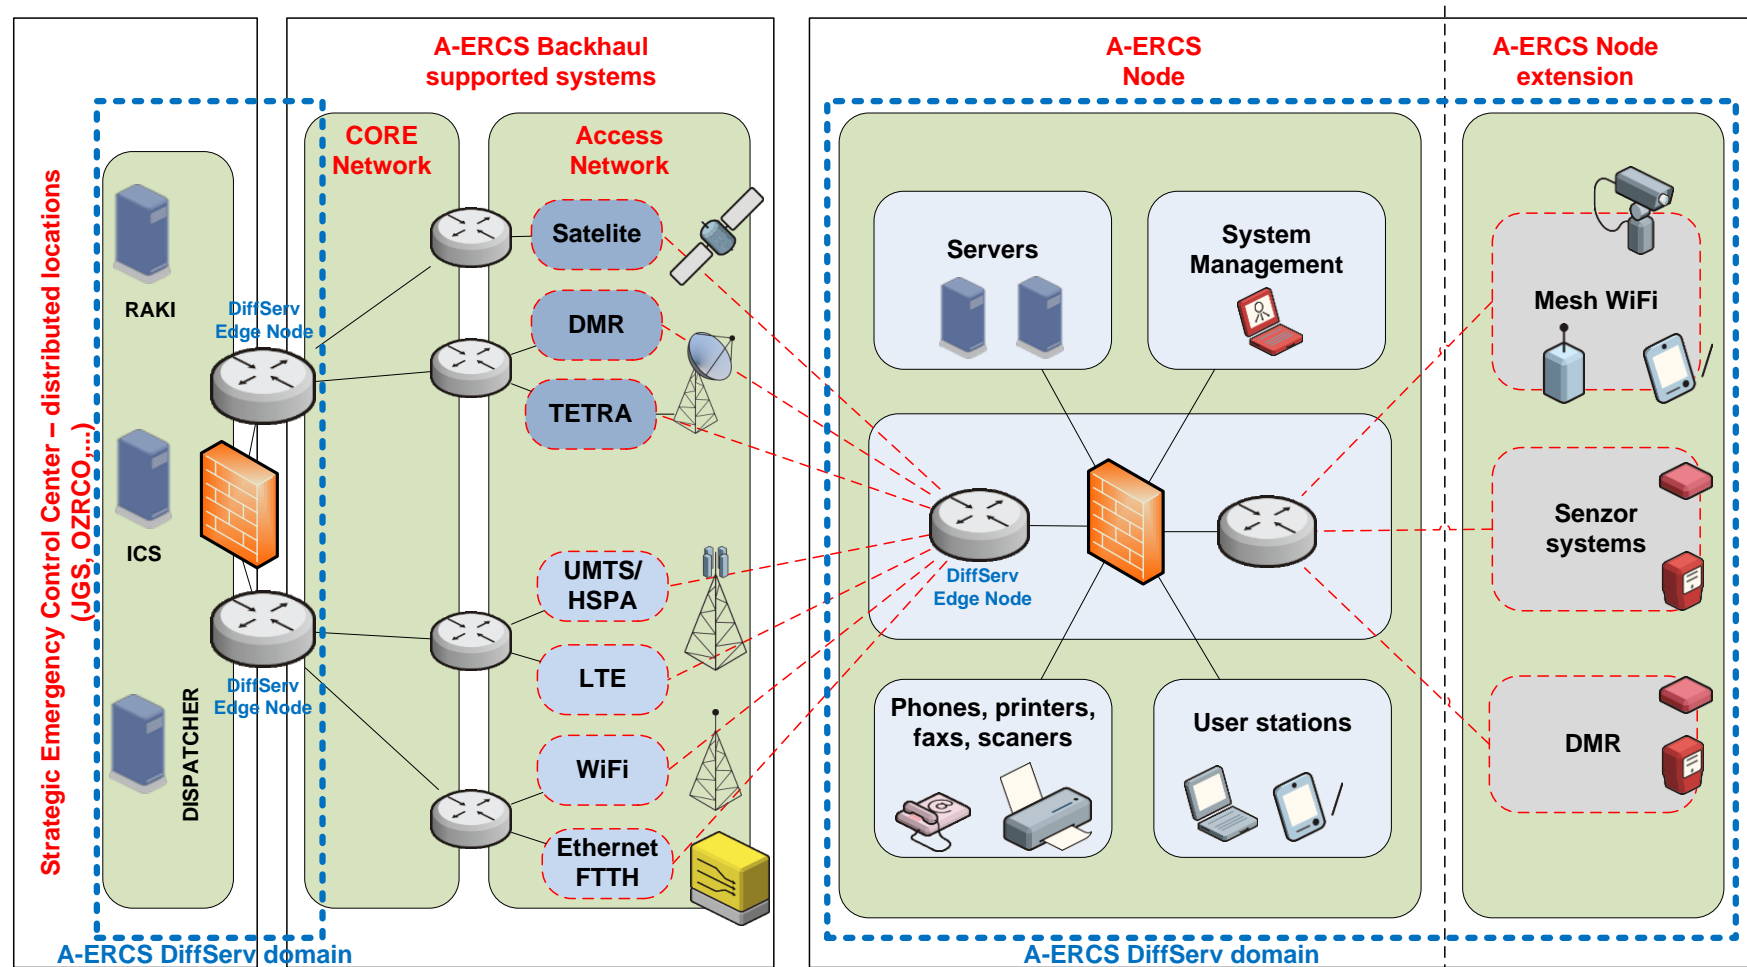 Strategic Emergency Control Center – distributed locations
(JGS, OZRCO,...)
RAKI
ICS
DISPATCHER
DiffServ
Edge Node
DiffServ
Edge Node
A-ERCS DiffServ domain
A-ERCS Backhaul
supported systems
CORE
Network
Access
Network
Satelite
DMR
TETRA
UMTS/
HSPA
LTE
WiFi
Ethernet
FTTH
A-ERCS
Node
Servers
System
Management
DiffServ
Edge Node
Phones, printers,
faxs, scaners
User stations
A-ERCS DiffServ domain
A-ERCS Node
extension
Mesh WiFi
Senzor
systems
DMR